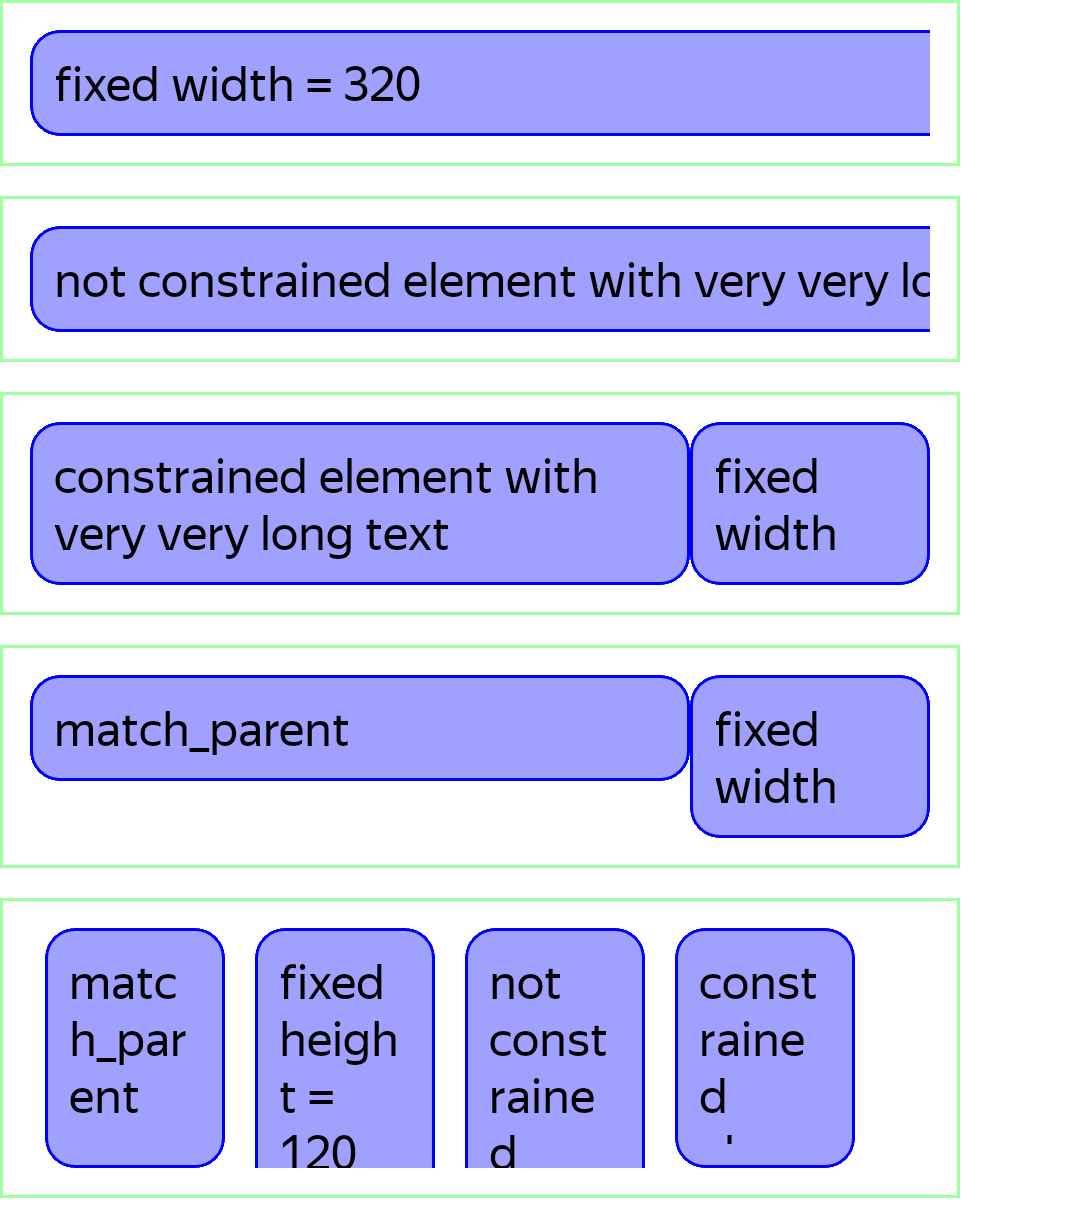 fixed width = 320
not constrained element with very very lo
constrained element with
very very long text
fixed
width
match_parent
fixed
width
matc
h_par
ent
fixed
heigh
t =
120
not
const
raine
d
const
raine
d